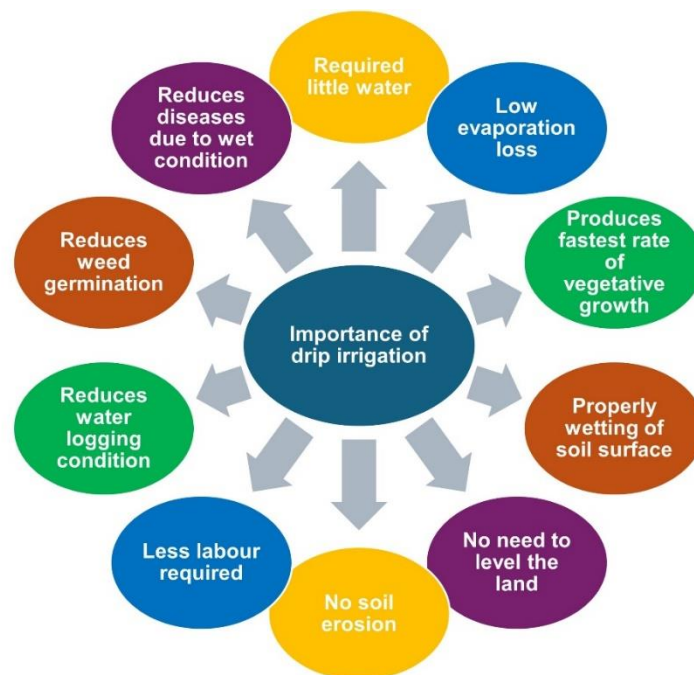 Required
little water
Low
evaporation
loss
Produces
fastest rate
of
vegetative
growth
Properly
wetting of
soil surface
No need to
level the
land
No soil
erosion
Less labour
required
Reduces
water
logging
condition
Reduces
weed
germination
Reduces
diseases
due to wet
condition
Importance of
drip irrigation